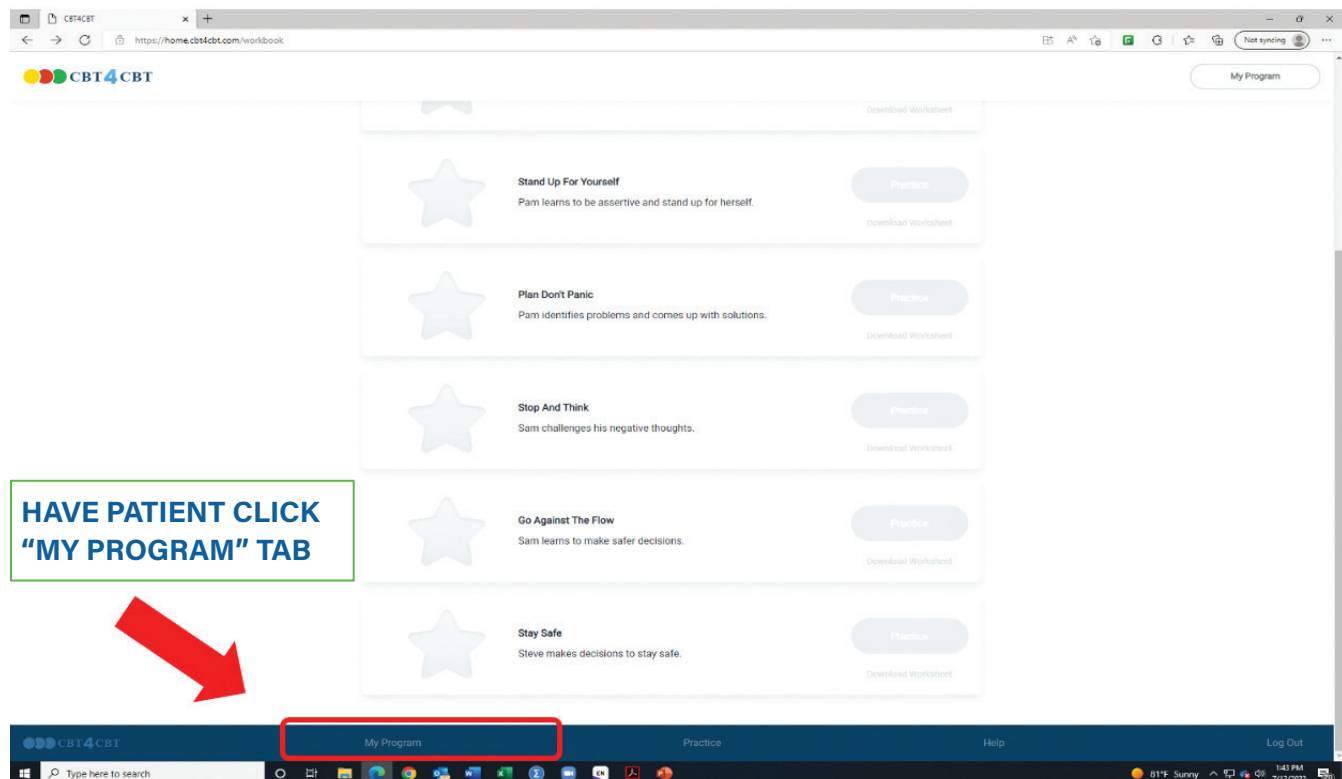 CBT4CBT
https://home.cbt4cbt.com/workbook
Not syncing
CBT4CBT
My Program
Download Worksheet
Stand Up For Yourself
Practice
Pam learns to be assertive and stand up for herself.
Download Worksheet
Plan Don't Panic
Practice
Pam identifies problems and comes up with solutions.
Download Worksheet
Stop And Think
Practice
Sam challenges his negative thoughts.
Download Worksheet
HAVE PATIENT CLICK
“MY PROGRAM” TAB
Go Against The Flow
Practice
Sam learns to make safer decisions.
Download Worksheet
Stay Safe
Practice
Steve makes decisions to stay safe.
Download Worksheet
CBT4CBT My Program Practice Help Log Out
Type here to search
EN
81°F Sunny
1:43 PM